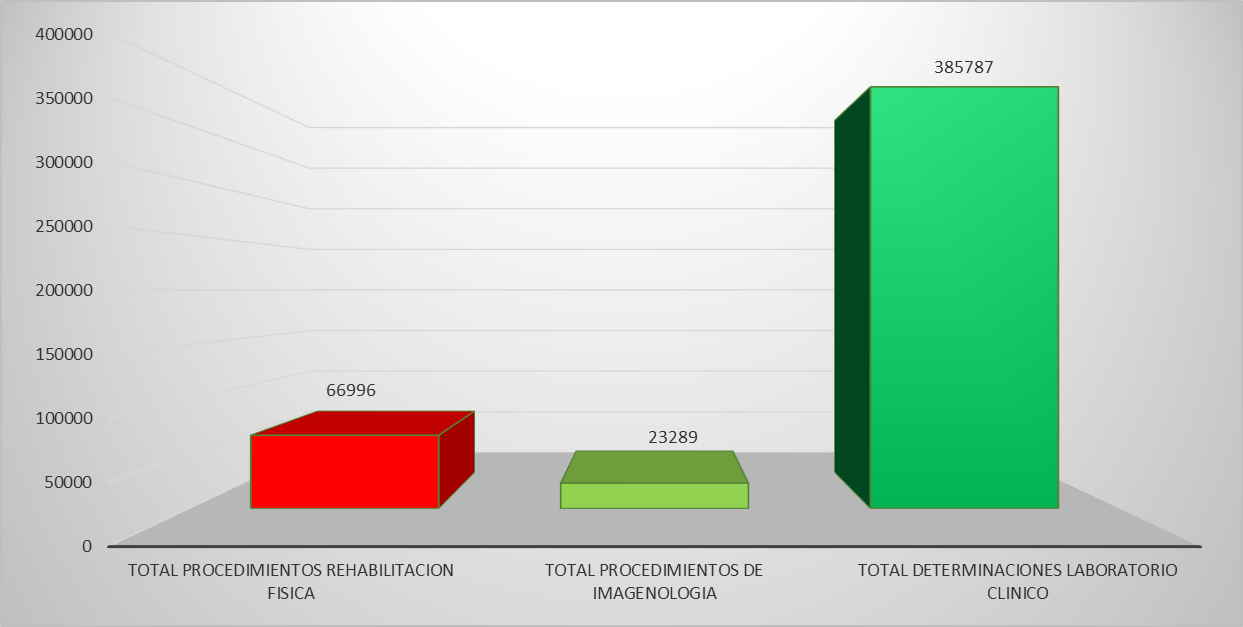 400000
350000
300000
250000
200000
150000
100000
50000
0
385787
66996
23289
TOTAL PROCEDIMIENTOS REHABILITACION
FISICA
TOTAL PROCEDIMIENTOS DE
IMAGENOLOGIA
TOTAL DETERMINACIONES LABORATORIO
CLINICO